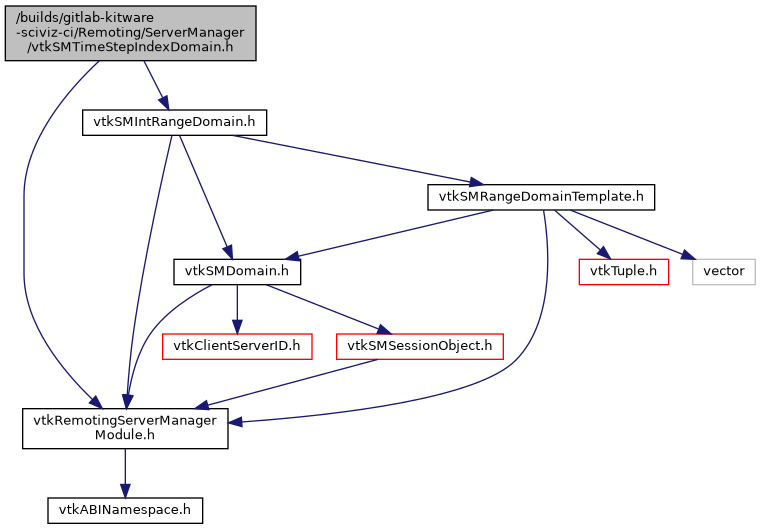 /builds/gitlab-kitware
-sciviz-ci/Remoting/ServerManager
/vtkSMTimeStepIndexDomain.h
vtkSMIntRangeDomain.h
vtkSMRangeDomainTemplate.h
vtkSMDomain.h
vtkTuple.h
vector
vtkClientServerID.h
vtkSMSessionObject.h
vtkRemotingServerManager
Module.h
vtkABINamespace.h